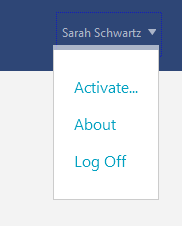 Sarah Schwartz
Activate...
About
Log Off